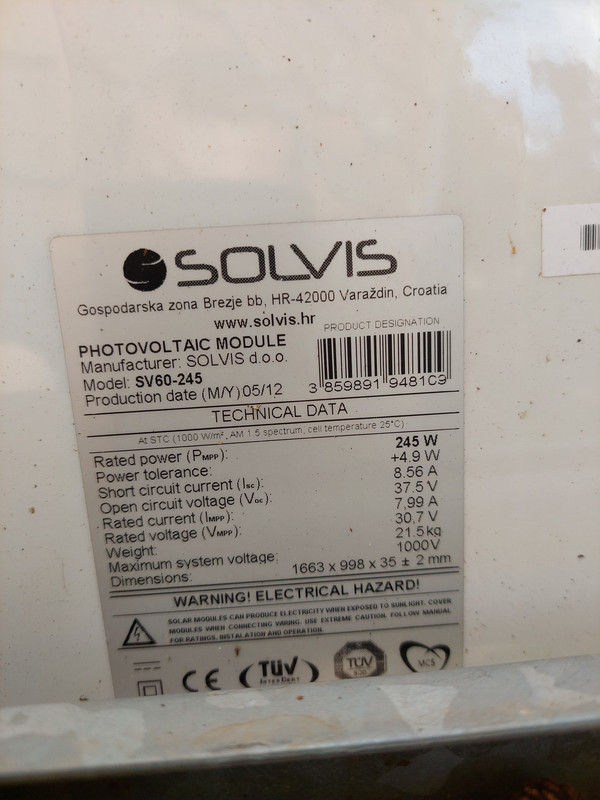 SOLVIS
Gospodarska zona Brezje bb, HR-42000 Varaždin, Croatia
www.solvis.hr
PRODUCT DESIGNATION
PHOTOVOLTAIC MODULE
Manufacturer: SOLVIS d.o.o.
Model: SV60-245
Production date (M/Y) 05/12
3 859891 9481C9
TECHNICAL DATA
At STC (1000 W/m², AM 1.5 spectrum, cell temperature 25°C)
Rated power (PMPP): 245 W
Power tolerance: +4.9 W
Short circuit current (Isc): 8.56 A
Open circuit voltage (Voc): 37.5 V
Rated current (IMPP): 7,99 A
Rated voltage (VMPP): 30,7 V
Weight: 21.5kg
Maximum system voltage: 1000V
Dimensions: 1663 x 998 x 35 ± 2 mm
WARNING! ELECTRICAL HAZARD!
SOLAR MODULES CAN PRODUCE ELECTRICITY WHEN EXPOSED TO SUNLIGHT. COVER
MODULES WHEN CONNECTING WIRING. USE EXTREME CAUTION. FOLLOW MANUAL
FOR RATINGS, INSTALATION AND OPERATION.
CE TÜV InterCert TÜV MCS